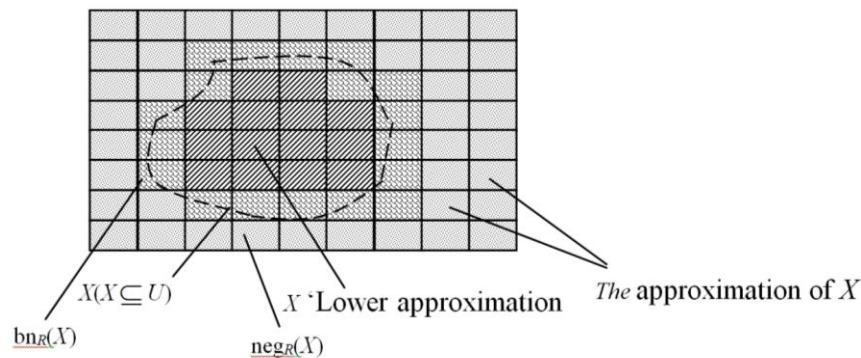 X(X⊆U)
X ‘Lower approximation
The approximation of X
bnR(X)
negR(X)